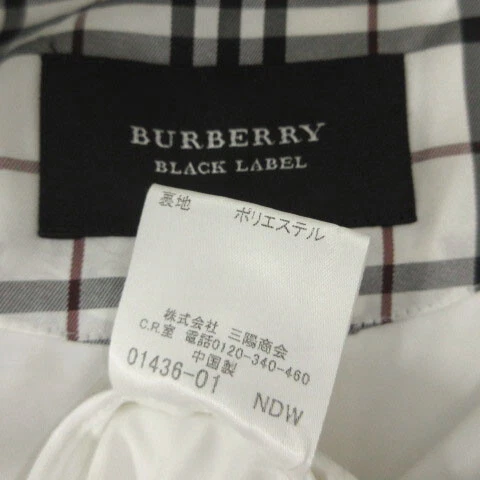 BURBERRY
BLACK LABEL
裏地 ポリエステル
株式会社 三陽商会
C.R.室 電話0120-340-460
中国製
01436-01 NDW